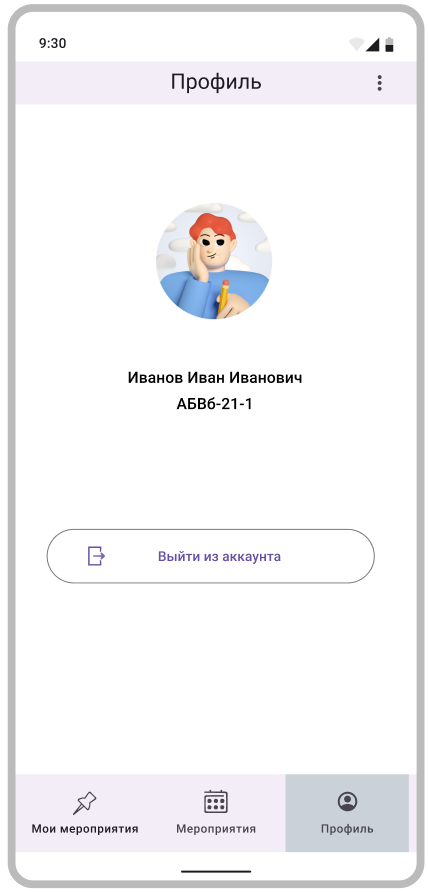 9:30
Профиль
Иванов Иван Иванович
АБВб-21-1
Выйти из аккаунта
Мои мероприятия
Мероприятия
Профиль